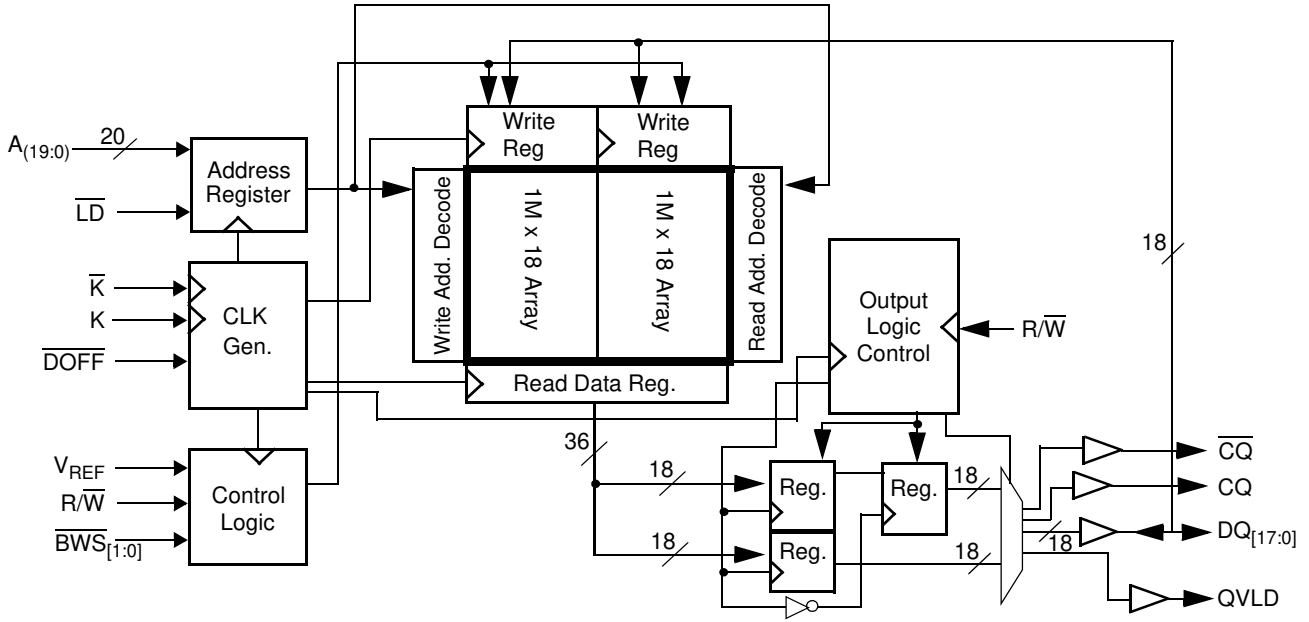 A(19:0)
20
LD
Address
Register
K
K
DOFF
CLK
Gen.
VREF
R/W
BWS[1:0]
Control
Logic
Write
Reg
Write
Reg
Write Add. Decode
1M x 18 Array
1M x 18 Array
Read Add. Decode
Read Data Reg.
36
18
18
Output
Logic
Control
R/W
18
Reg.
Reg.
Reg.
18
18
18
CQ
CQ
DQ[17:0]
QVLD